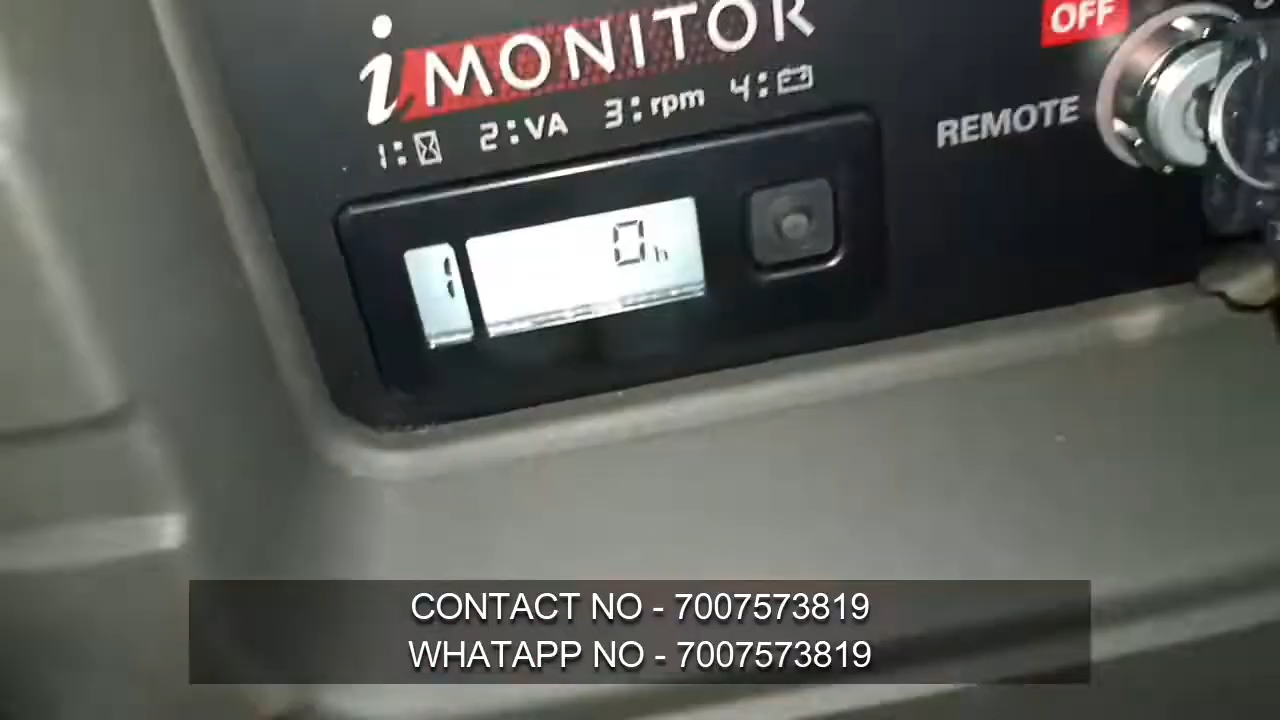 iMONITOR
1: 2:VA 3:rpm 4:
OFF
REMOTE
1 0h
CONTACT NO - 7007573819
WHATAPP NO - 7007573819